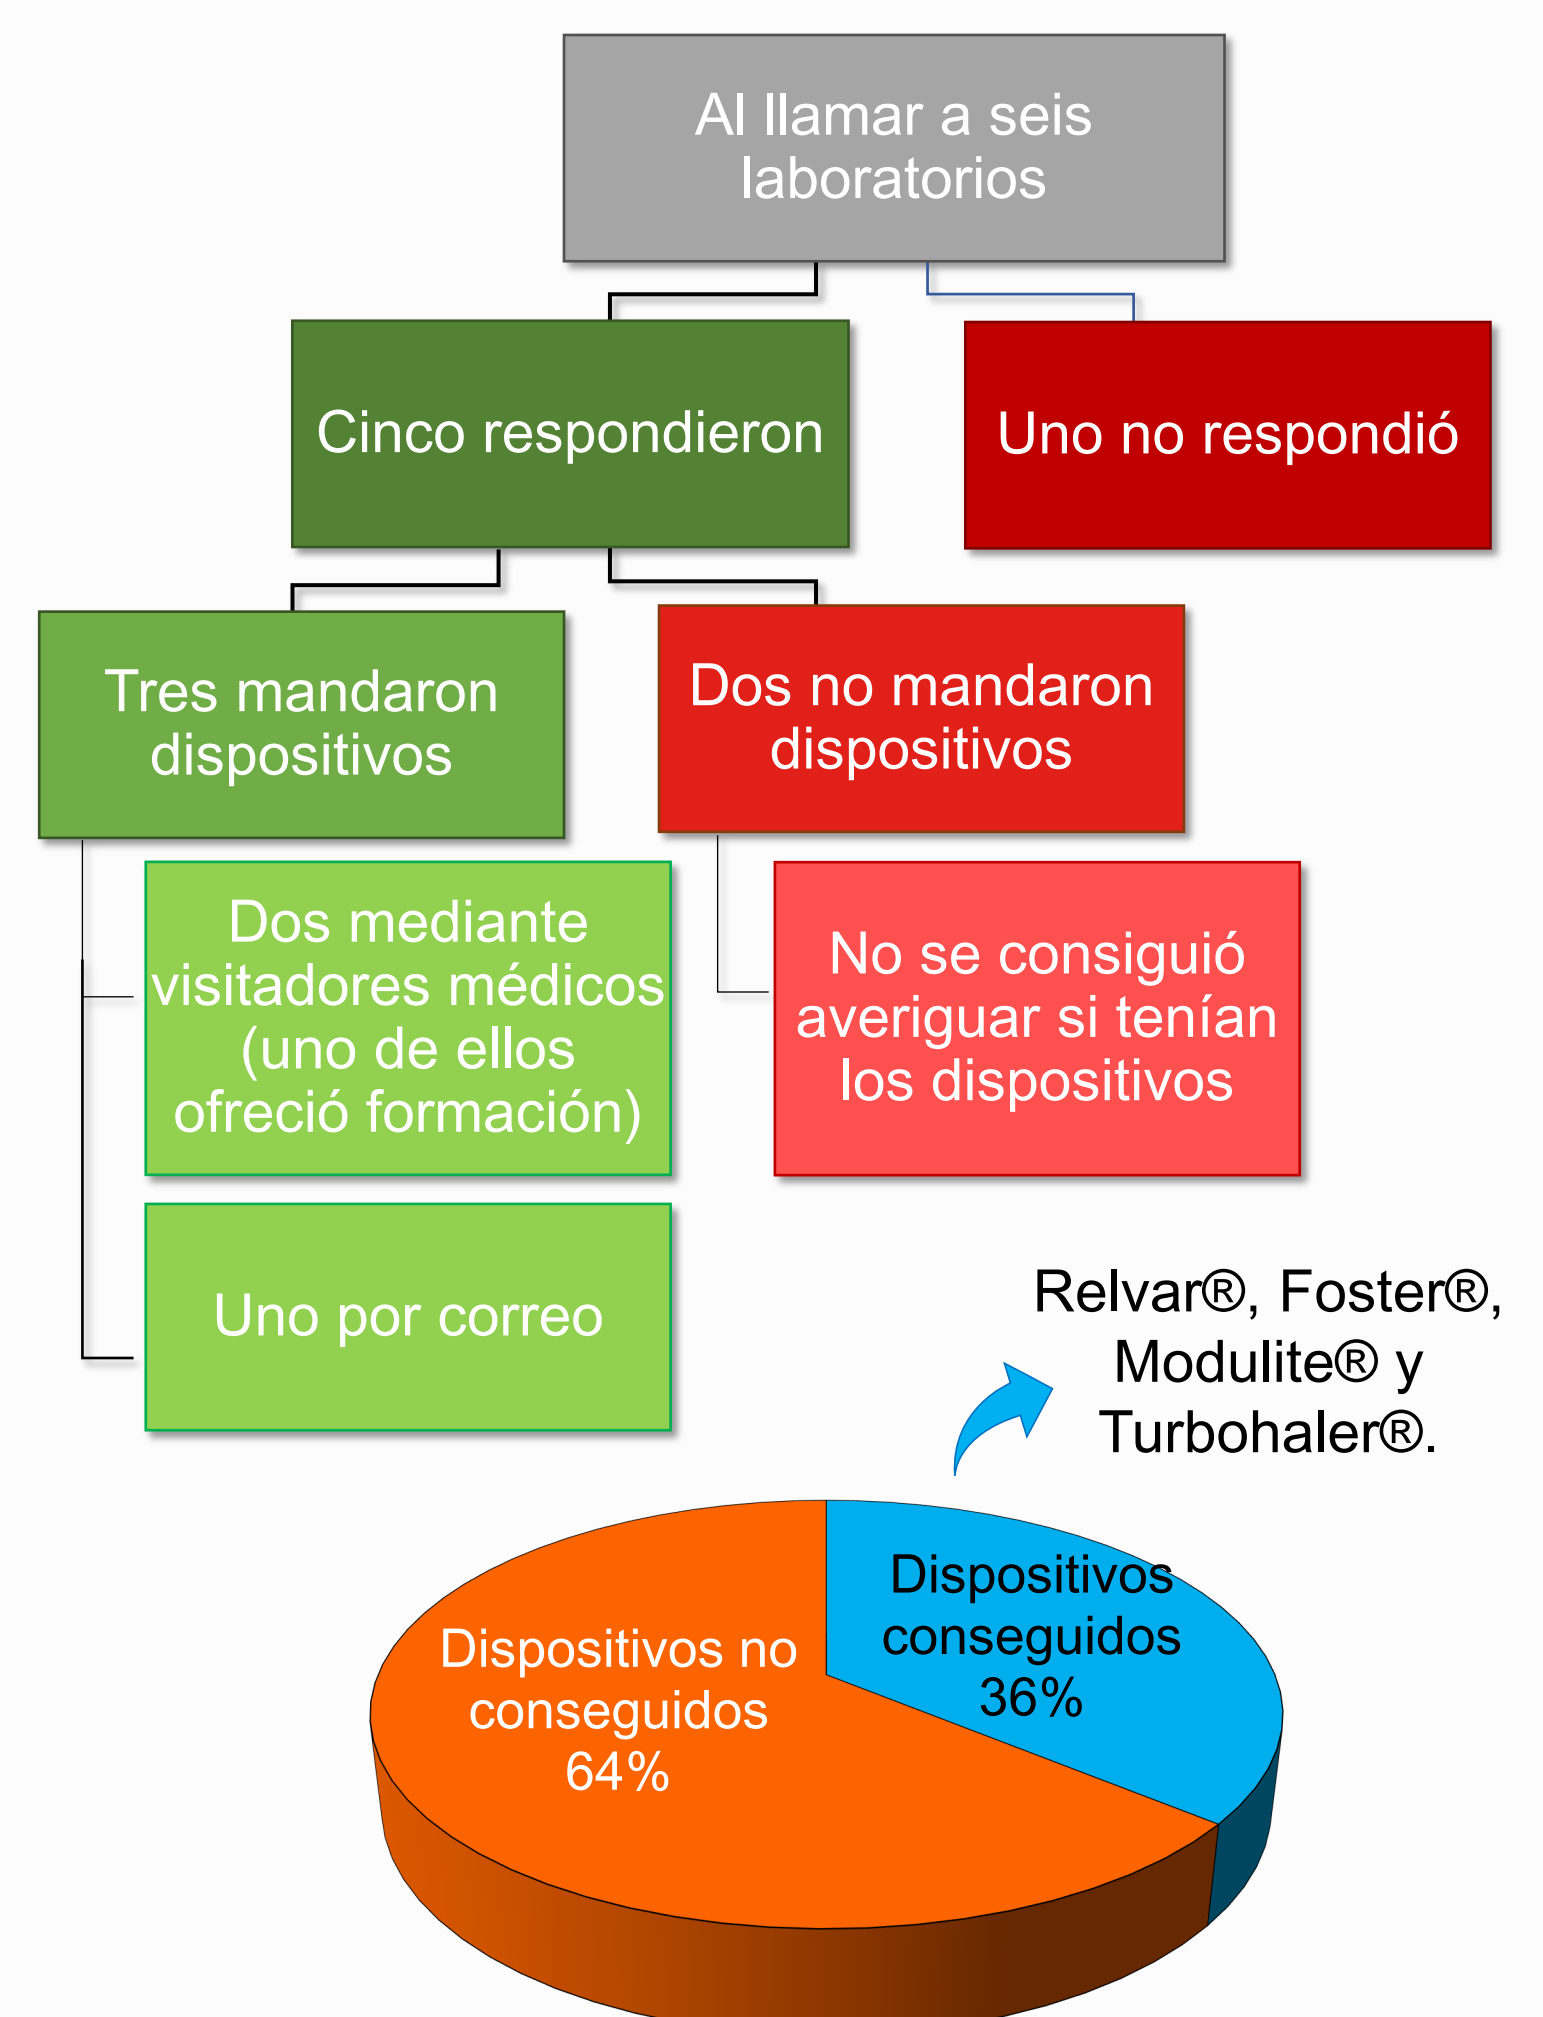 Al llamar a seis
laboratorios
Cinco respondieron
Uno no respondió
Tres mandaron
dispositivos
Dos no mandaron
dispositivos
Dos mediante
visitadores médicos
(uno de ellos
ofreció formación)
No se consiguió
averiguar si tenían
los dispositivos
Uno por correo
Relvar®, Foster®,
Modulite® y
Turbohaler®.
Dispositivos
conseguidos
36%
Dispositivos no
conseguidos
64%